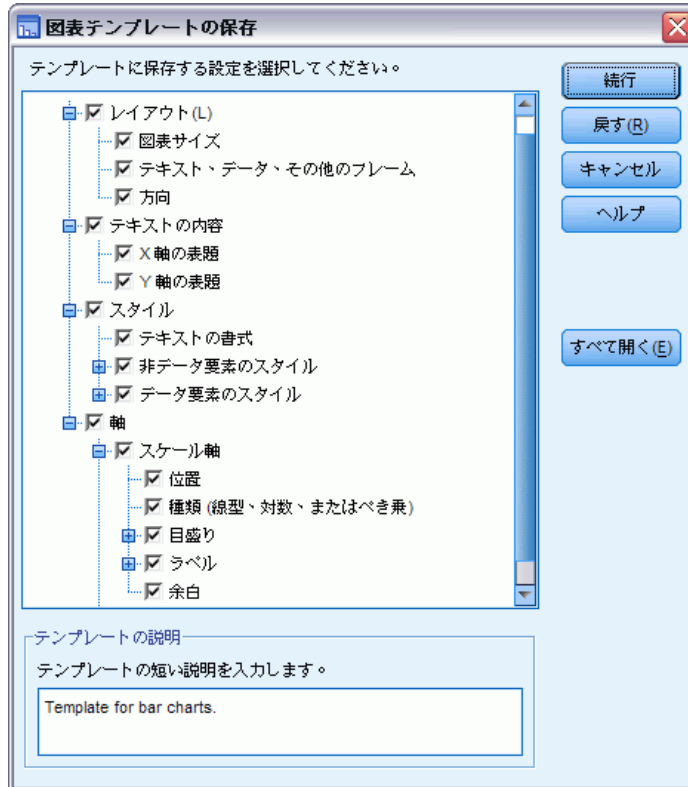 図表テンプレートの保存
テンプレートに保存する設定を選択してください。
レイアウト(L)
図表サイズ
テキスト、データ、その他のフレーム
方向
テキストの内容
X 軸の表題
Y 軸の表題
スタイル
テキストの書式
非データ要素のスタイル
データ要素のスタイル
軸
スケール軸
位置
種類 (線型、対数、またはべき乗)
目盛り
ラベル
余白
続行
戻す(R)
キャンセル
ヘルプ
すべて開く(E)
テンプレートの説明
テンプレートの短い説明を入力します。
Template for bar charts.